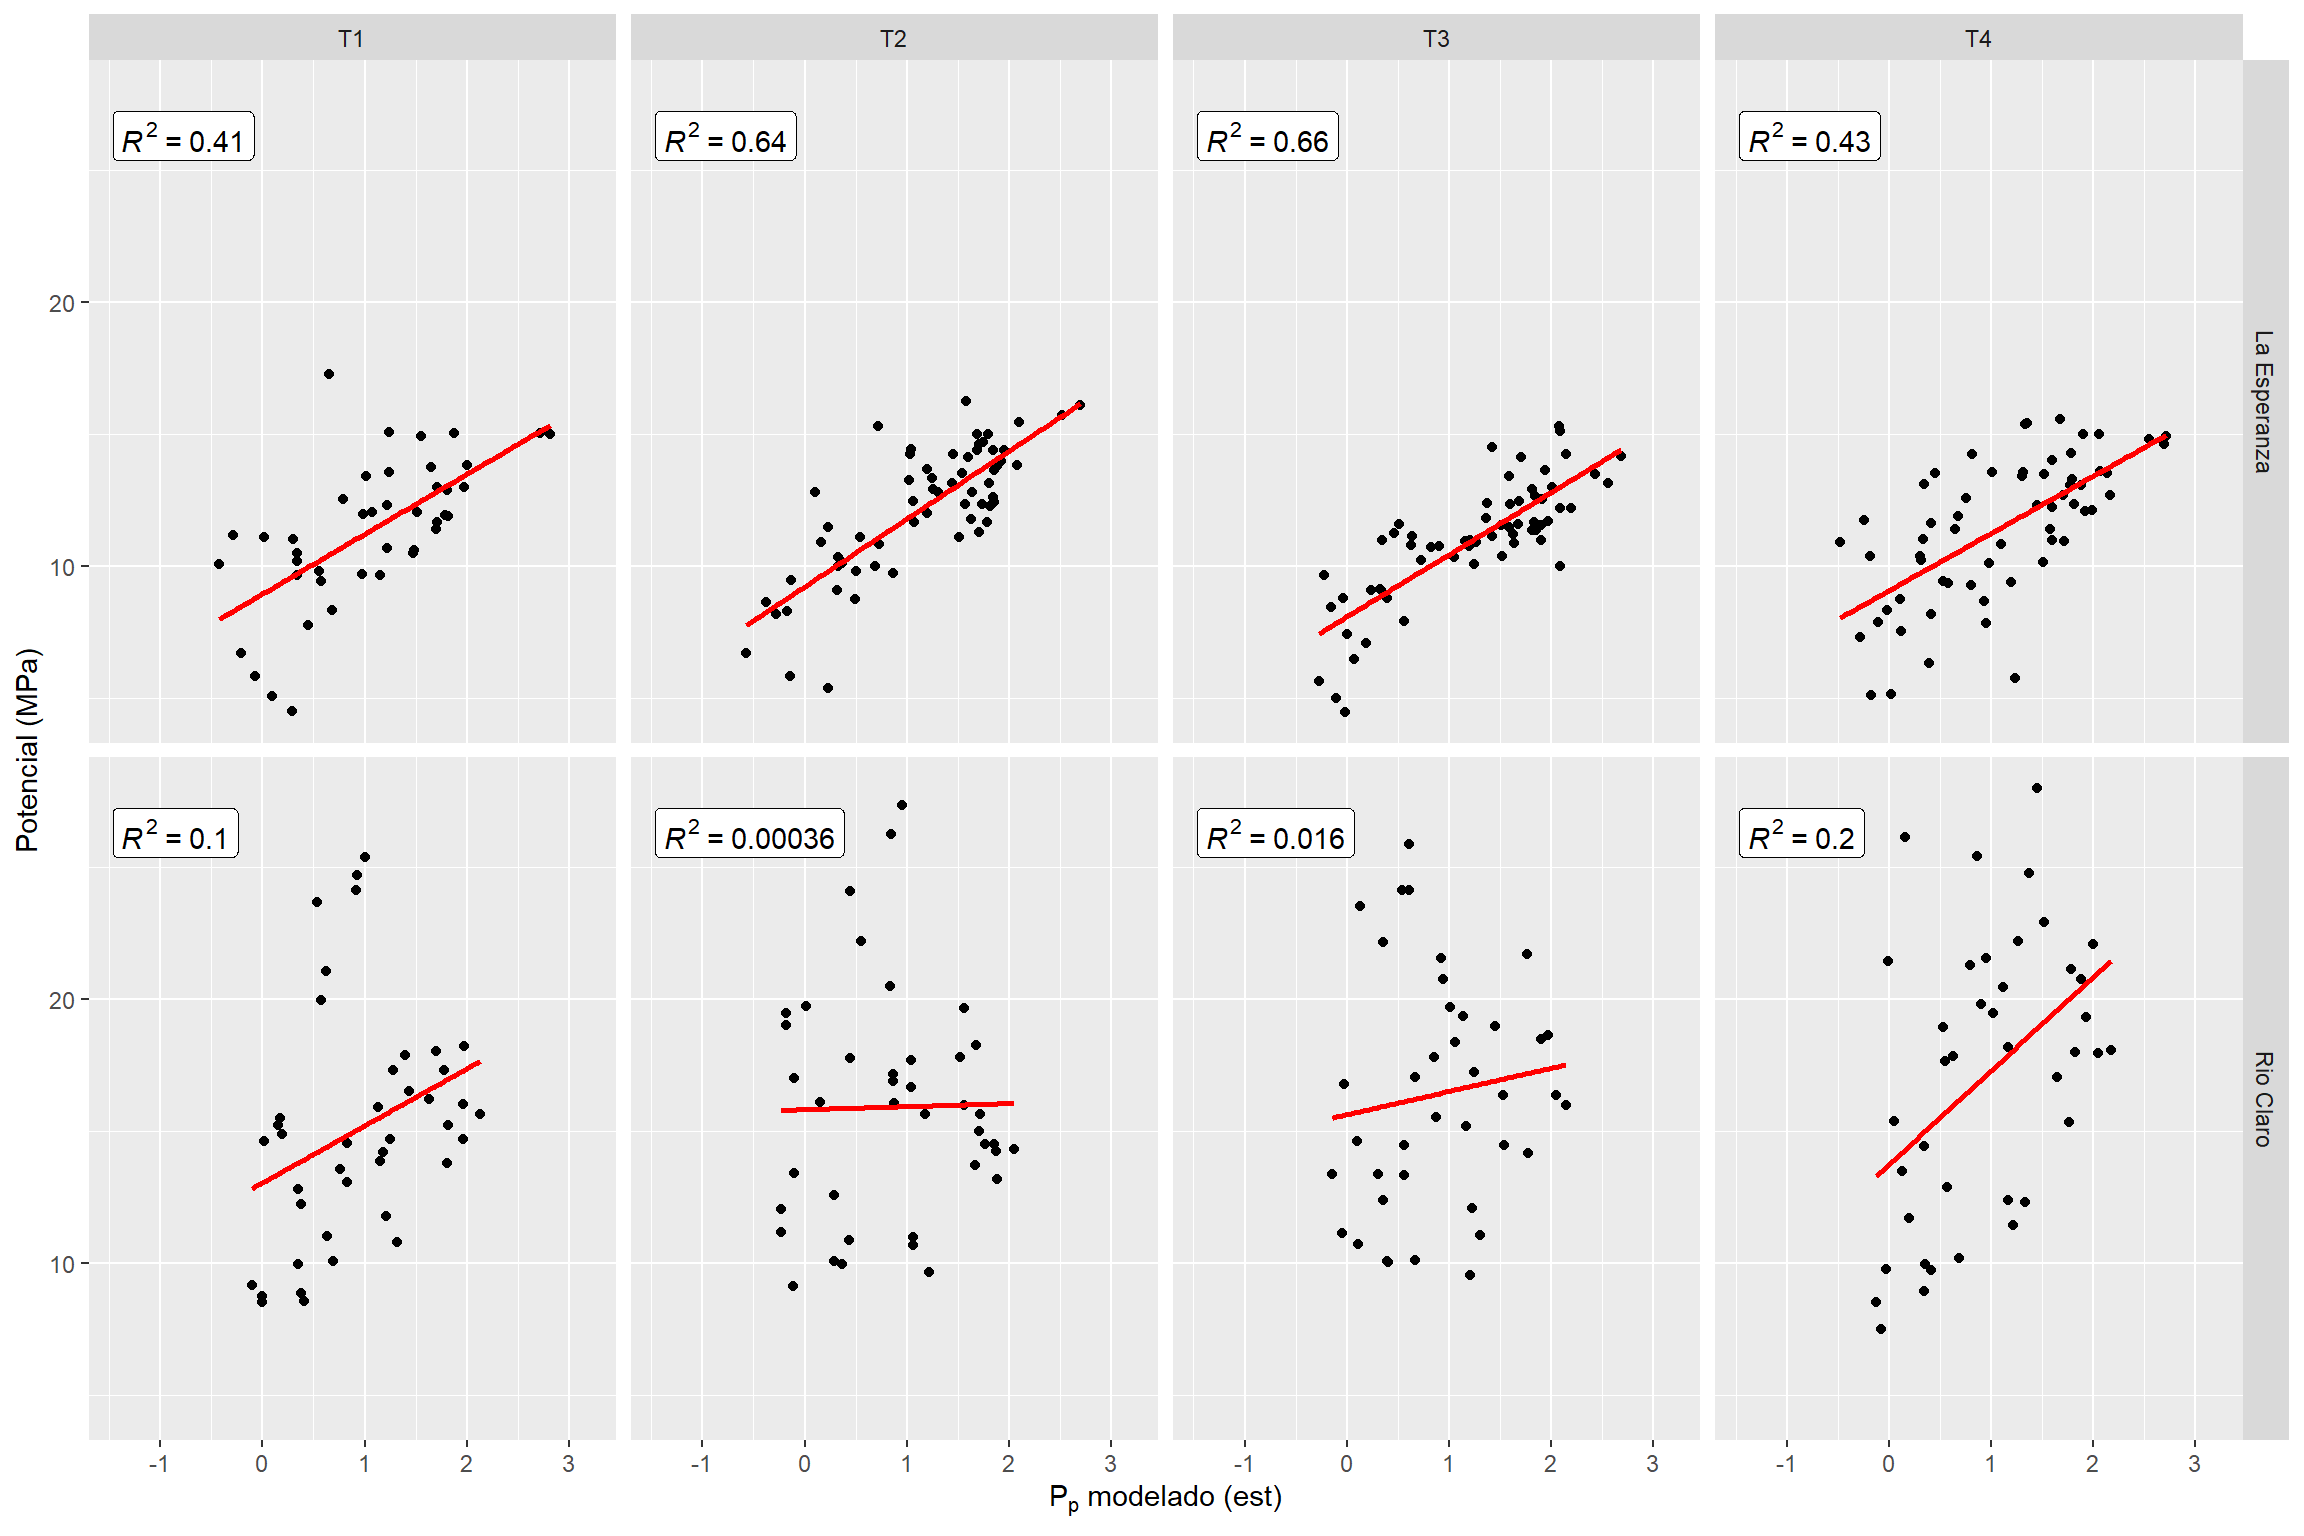 T1 T2 T3 T4
R² = 0.41 R² = 0.64 R² = 0.66 R² = 0.43
20
10
La Esperanza
Potencial (MPa)
R² = 0.1 R² = 0.00036 R² = 0.016 R² = 0.2
20
10
Rio Claro
-1 0 1 2 3 -1 0 1 2 3 -1 0 1 2 3 -1 0 1 2 3
Pp modelado (est)